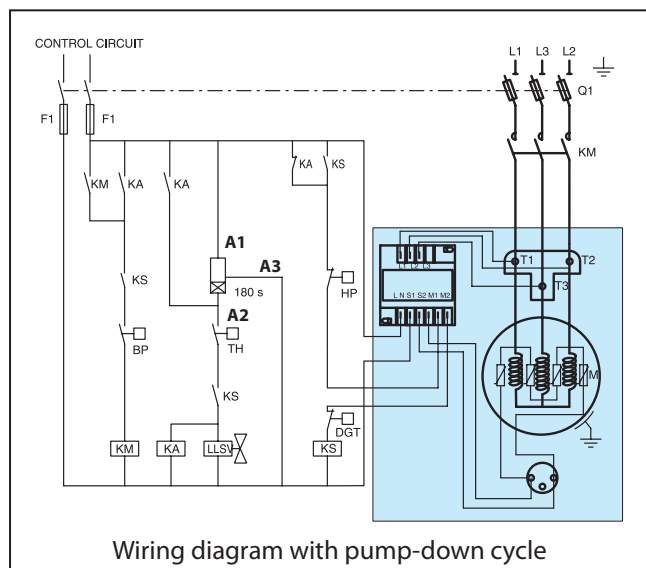 CONTROL CIRCUIT
L1 L3 L2
Q1
F1 F1
KM
KM KA KA KA KS
A1
A3
180 s
A2
KS
HP
BP
TH
KS
DGT
KM KA LLSV KS
L1 L2 L3
L N S1 S2 M1 M2
T1 T2
T3
M
Wiring diagram with pump-down cycle